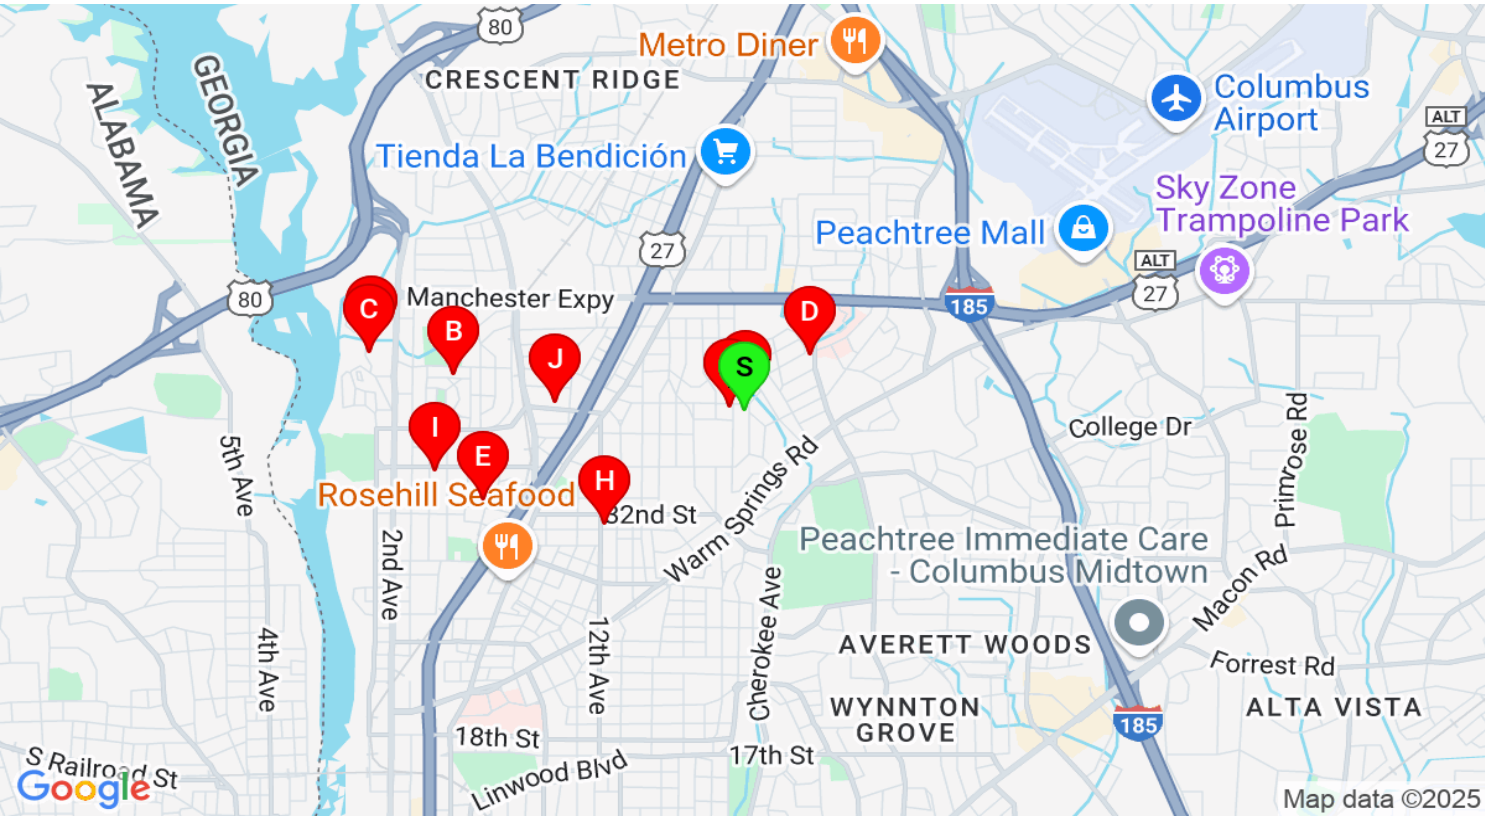 80
Metro Diner
CRESCENT RIDGE
GEORGIA
ALABAMA
Columbus
Airport
ALT
27
Tienda La Bendición
Sky Zone
Trampoline Park
Peachtree Mall
27
ALT
27
80
Manchester Expy
185
C
B
D
J
S
I
E
H
College Dr
Primrose Rd
5th Ave
Rosehill Seafood
32nd St
Warm Springs Rd
2nd Ave
Peachtree Immediate Care
- Columbus Midtown
Macon Rd
Cherokee Ave
12th Ave
4th Ave
AVERETT WOODS
Forrest Rd
WYNNTON
GROVE
ALTA VISTA
185
18th St
17th St
Linwood Blvd
S Railroad St
Google
Map data ©2025